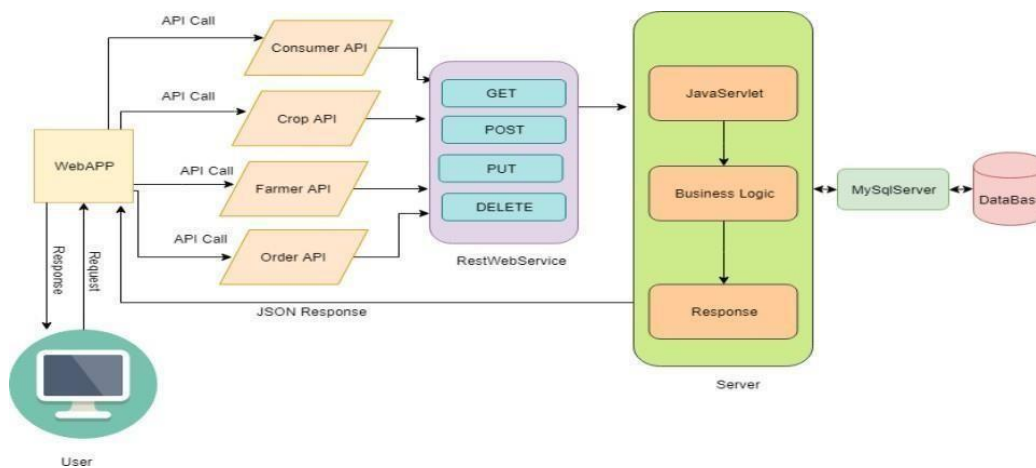 API Call
Consumer API
API Call
Crop API
WebAPP
API Call
Farmer API
API Call
Order API
GET
POST
PUT
DELETE
RestWebService
JavaServlet
Business Logic
Response
Server
MySqlServer
DataBase
JSON Response
Response
Request
User